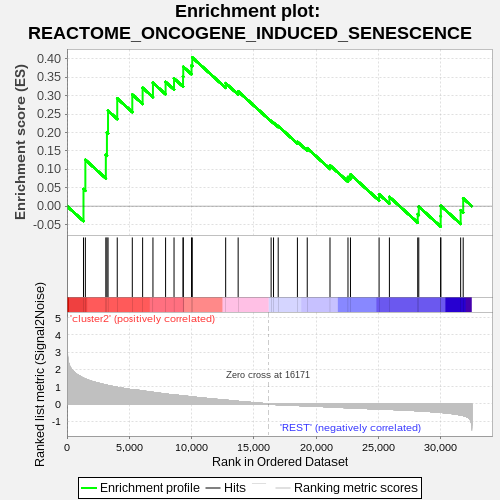 Enrichment plot:
REACTOME_ONCOGENE_INDUCED_SENESCENCE
Enrichment score (ES)
0.40
0.35
0.30
0.25
0.20
0.15
0.10
0.05
0.00
-0.05
Ranked list metric (Signal2Noise)
5
4
3
2
1
0
-1
'cluster2' (positively correlated)
Zero cross at 16171
'REST' (negatively correlated)
0
5,000
10,000
15,000
20,000
25,000
30,000
Rank in Ordered Dataset
Enrichment profile
Hits
Ranking metric scores